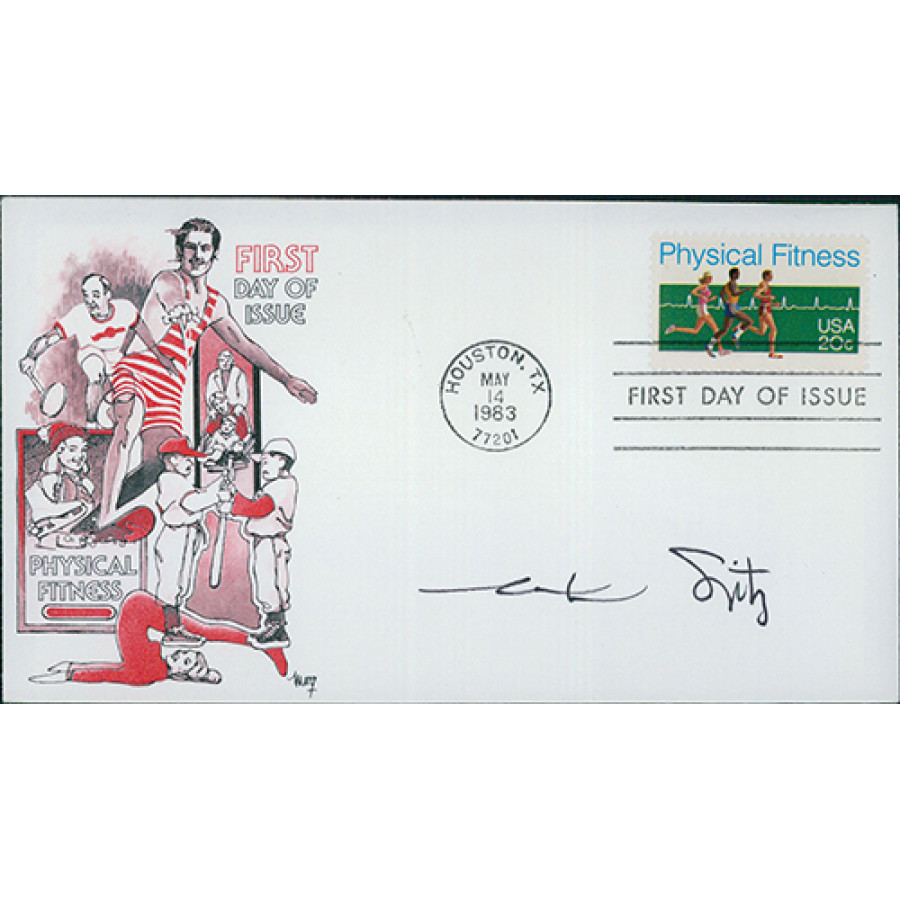 FIRST
DAY OF
ISSUE
PHYSICAL
FITNESS
HOUSTON, TX
MAY
14
1983
77201
Physical Fitness
USA
20c
FIRST DAY OF ISSUE
Spitz